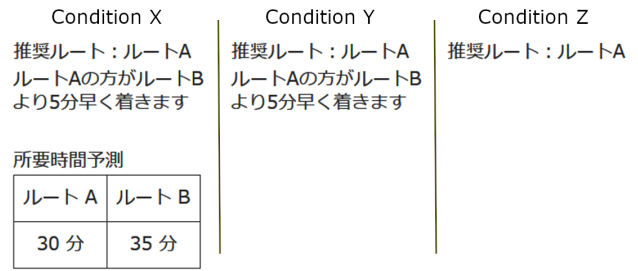 Condition X
推奨ルート：ルートA
ルートAの方がルートB
より5分早く着きます
所要時間予測
ルート A ルート B
30 分 35 分
Condition Y
推奨ルート：ルートA
ルートAの方がルートB
より5分早く着きます
Condition Z
推奨ルート：ルートA